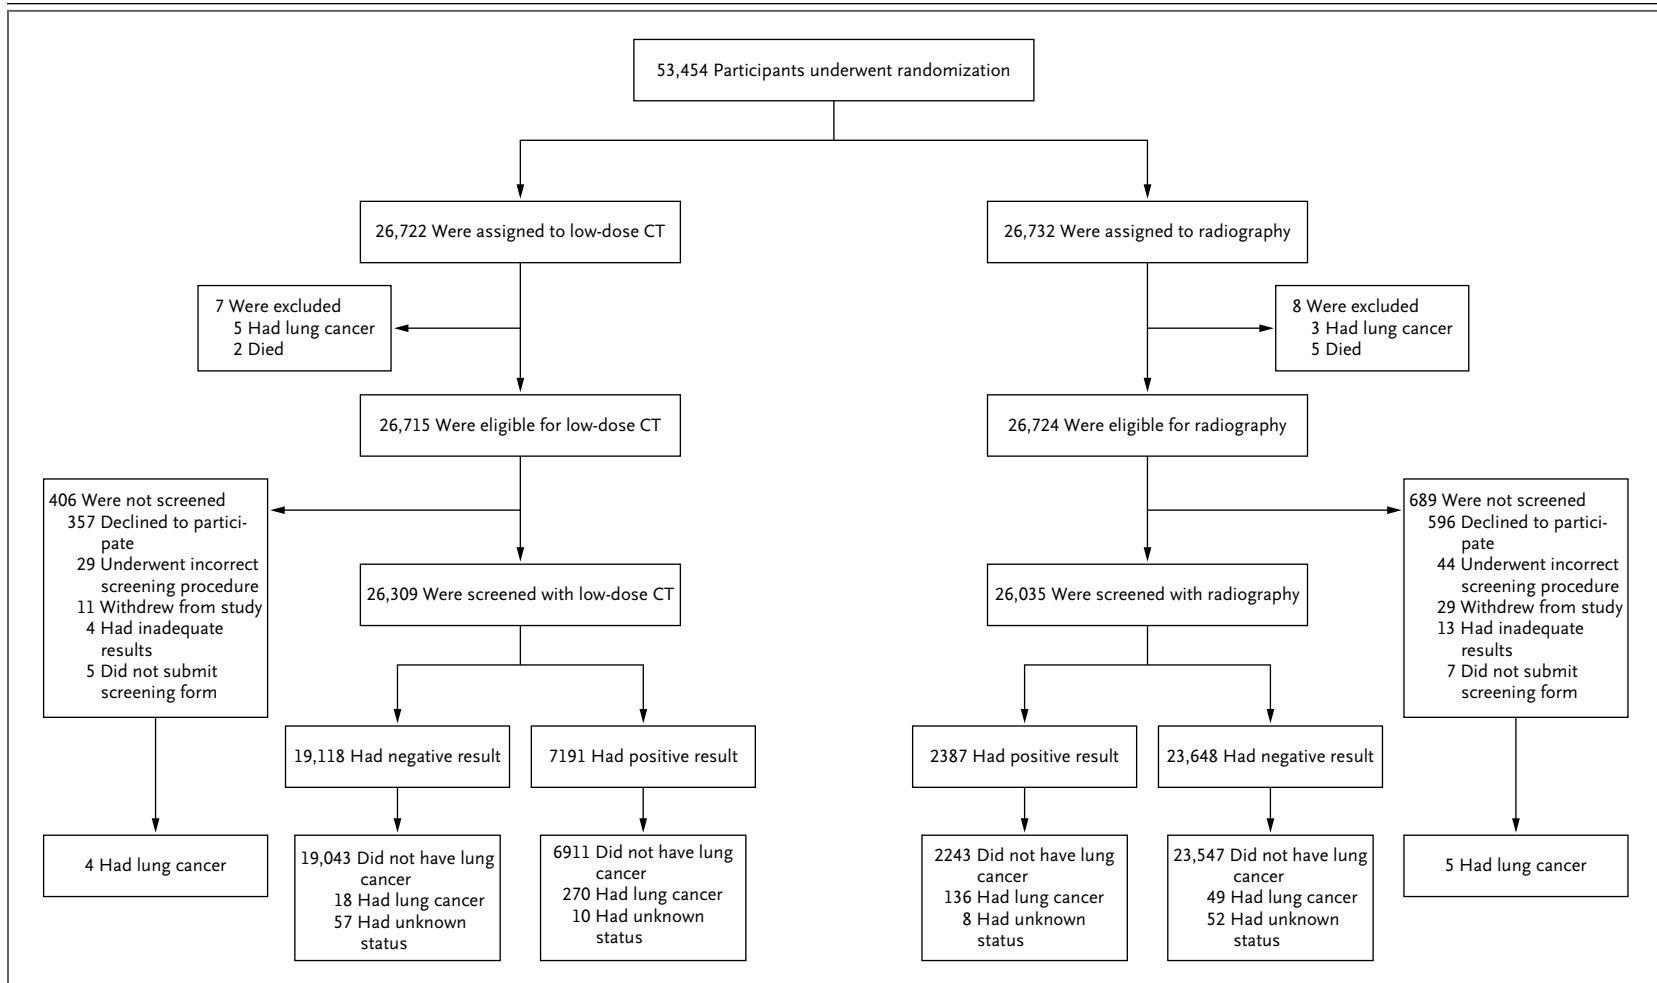 53,454 Participants underwent randomization
26,722 Were assigned to low-dose CT
26,732 Were assigned to radiography
7 Were excluded
5 Had lung cancer
2 Died
8 Were excluded
3 Had lung cancer
5 Died
26,715 Were eligible for low-dose CT
26,724 Were eligible for radiography
406 Were not screened
357 Declined to partici-
pate
29 Underwent incorrect
screening procedure
11 Withdrew from study
4 Had inadequate
results
5 Did not submit
screening form
26,309 Were screened with low-dose CT
26,035 Were screened with radiography
689 Were not screened
596 Declined to partici-
pate
44 Underwent incorrect
screening procedure
29 Withdrew from study
13 Had inadequate
results
7 Did not submit
screening form
19,118 Had negative result
7191 Had positive result
2387 Had positive result
23,648 Had negative result
4 Had lung cancer
19,043 Did not have lung
cancer
18 Had lung cancer
57 Had unknown
status
6911 Did not have lung
cancer
270 Had lung cancer
10 Had unknown
status
2243 Did not have lung
cancer
136 Had lung cancer
8 Had unknown
status
23,547 Did not have lung
cancer
49 Had lung cancer
52 Had unknown
status
5 Had lung cancer